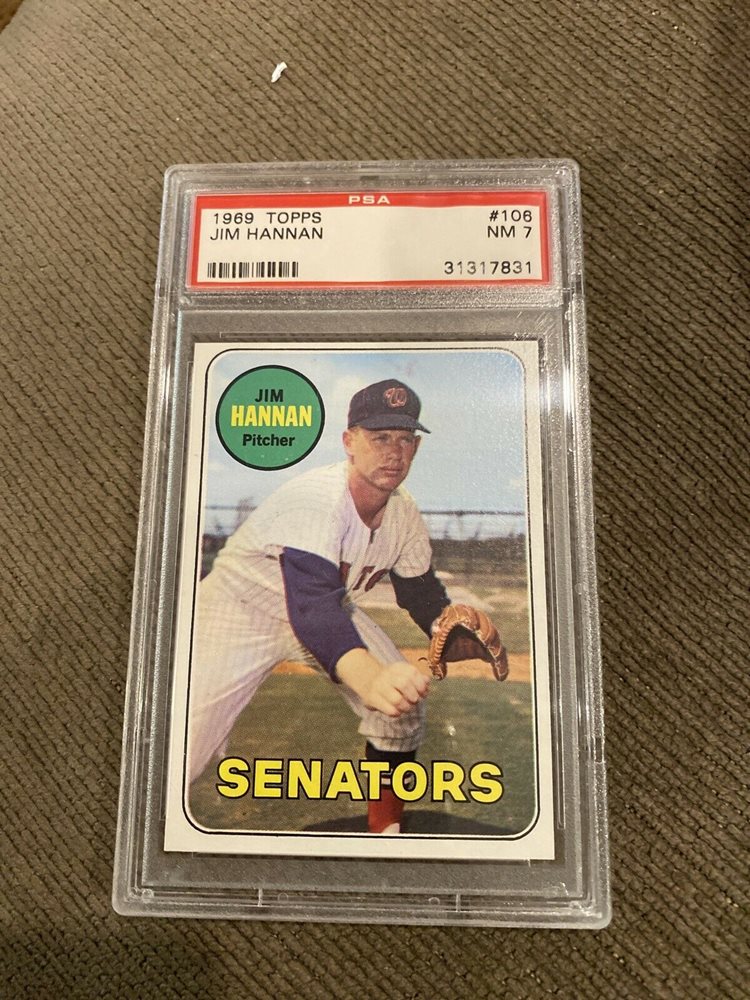 PSA
1969 TOPPS #106
JIM HANNAN NM 7
31317831
JIM
HANNAN
Pitcher
W
SENATORS